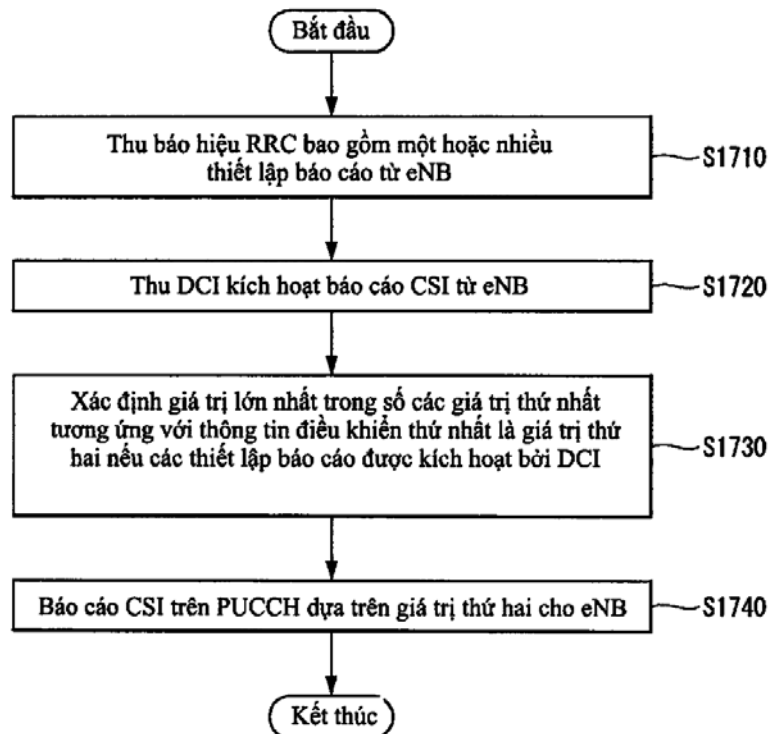 Bắt đầu
Thu báo hiệu RRC bao gồm một hoặc nhiều
thiết lập báo cáo từ eNB
S1710
Thu DCI kích hoạt báo cáo CSI từ eNB
S1720
Xác định giá trị lớn nhất trong số các giá trị thứ nhất
tương ứng với thông tin điều khiển thứ nhất là giá trị thứ
hai nếu các thiết lập báo cáo được kích hoạt bởi DCI
S1730
Báo cáo CSI trên PUCCH dựa trên giá trị thứ hai cho eNB
S1740
Kết thúc